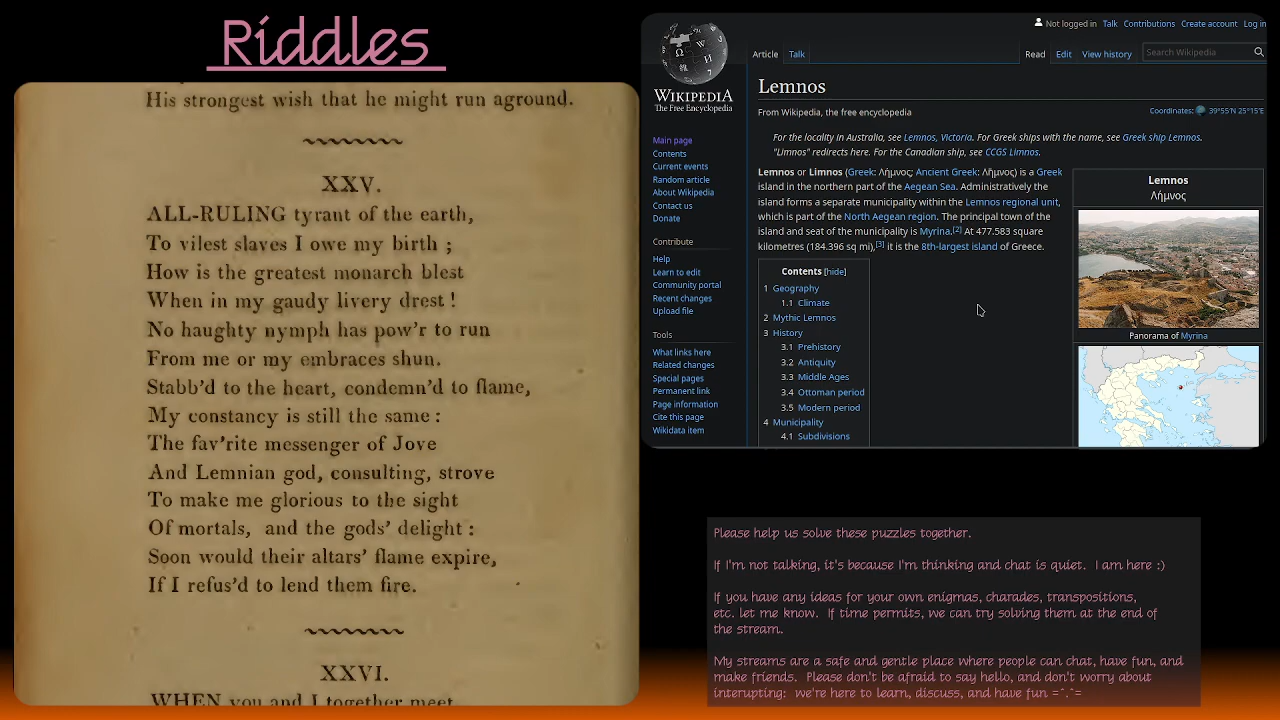 Riddles
His strongest wish that he might run aground.
XXV.
ALL-RULING tyrant of the earth,
To vilest slaves I owe my birth ;
How is the greatest monarch blest
When in my gaudy livery drest !
No haughty nymph has pow'r to run
From me or my embraces shun.
Stabb'd to the heart, condemn'd to flame,
My constancy is still the same :
The fav'rite messenger of Jove
And Lemnian god, consulting, strove
To make me glorious to the sight
Of mortals, and the gods' delight :
Soon would their altars' flame expire,
If I refus'd to lend them fire.
XXVI.
WHEN you and I together meet
Not logged in Talk Contributions Create account Log in
WIKIPEDIA
The Free Encyclopedia
Main page
Contents
Current events
Random article
About Wikipedia
Contact us
Donate
Contribute
Help
Learn to edit
Community portal
Recent changes
Upload file
Tools
What links here
Related changes
Special pages
Permanent link
Page information
Cite this page
Wikidata item
Article Talk Read Edit View history Search Wikipedia
Lemnos
From Wikipedia, the free encyclopedia
Coordinates: 39°55′N 25°15′E
For the locality in Australia, see Lemnos, Victoria. For Greek ships with the name, see Greek ship Lemnos.
"Limnos" redirects here. For the Canadian ship, see CCGS Limnos.
Lemnos or Limnos (Greek: Λήμνος; Ancient Greek: Λῆμνος) is a Greek
island in the northern part of the Aegean Sea. Administratively the
island forms a separate municipality within the Lemnos regional unit,
which is part of the North Aegean region. The principal town of the
island and seat of the municipality is Myrina.[2] At 477.583 square
kilometres (184.396 sq mi),[3] it is the 8th-largest island of Greece.
Contents [hide]
1 Geography
1.1 Climate
2 Mythic Lemnos
3 History
3.1 Prehistory
3.2 Antiquity
3.3 Middle Ages
3.4 Ottoman period
3.5 Modern period
4 Municipality
4.1 Subdivisions
Lemnos
Λήμνος
Panorama of Myrina
Please help us solve these puzzles together.
If I'm not talking, it's because I'm thinking and chat is quiet. I am here :)
If you have any ideas for your own enigmas, charades, transpositions,
etc. let me know. If time permits, we can try solving them at the end of
the stream.
My streams are a safe and gentle place where people can chat, have fun, and
make friends. Please don't be afraid to say hello, and don't worry about
interupting: we're here to learn, discuss, and have fun =^.^=